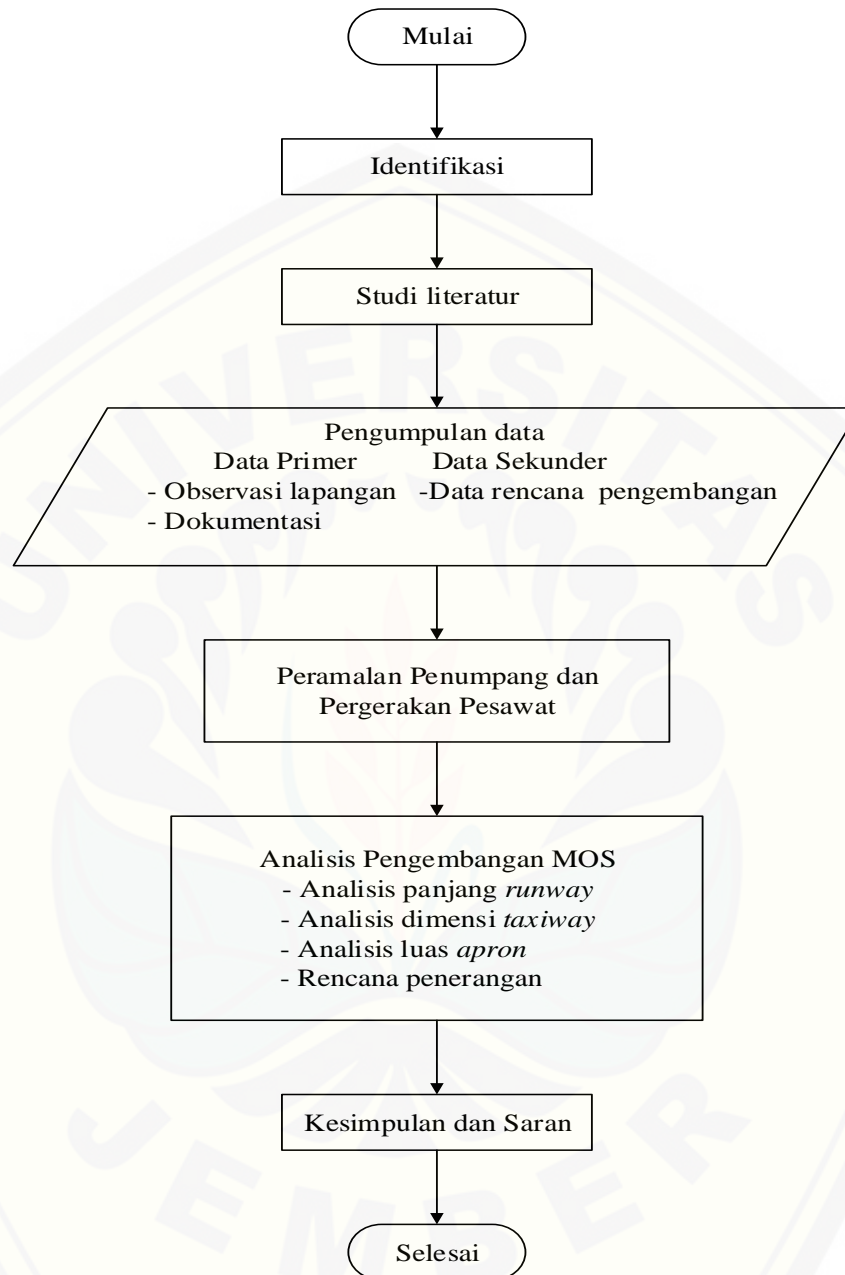 Mulai
Identifikasi
Studi literatur
Pengumpulan data
Data Primer Data Sekunder
- Observasi lapangan -Data rencana pengembangan
- Dokumentasi
Peramalan Penumpang dan
Pergerakan Pesawat
Analisis Pengembangan MOS
- Analisis panjang runway
- Analisis dimensi taxiway
- Analisis luas apron
- Rencana penerangan
Kesimpulan dan Saran
Selesai
UNIVERSITAS
JEMBER